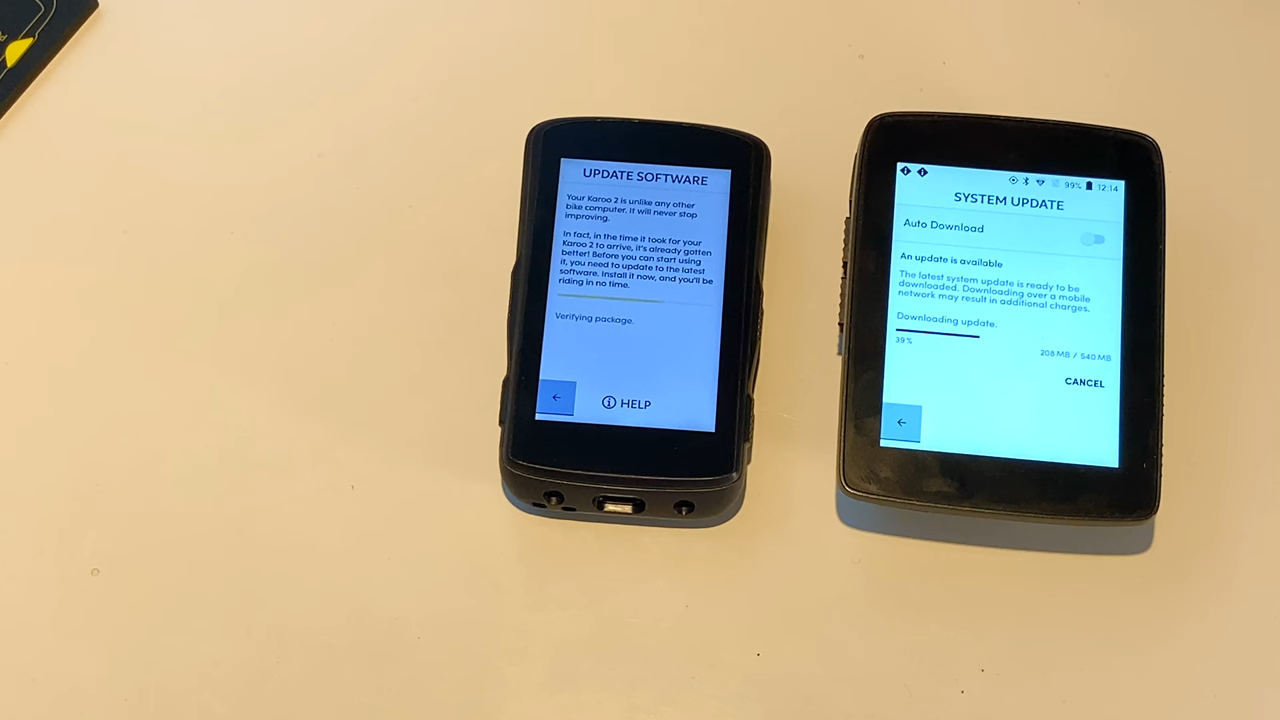 UPDATE SOFTWARE
Your Karoo 2 is unlike any other
bike computer. It will never stop
improving.
In fact, in the time it took for your
Karoo 2 to arrive, it's already gotten
better! Before you can start using
it, you need to update to the latest
software. Install it now, and you'll be
riding in no time.
Verifying package.
HELP
99% 12:14
SYSTEM UPDATE
Auto Download
An update is available
The latest system update is ready to be
downloaded. Downloading over a mobile
network may result in additional charges.
Downloading update.
39%
208 MB / 540 MB
CANCEL